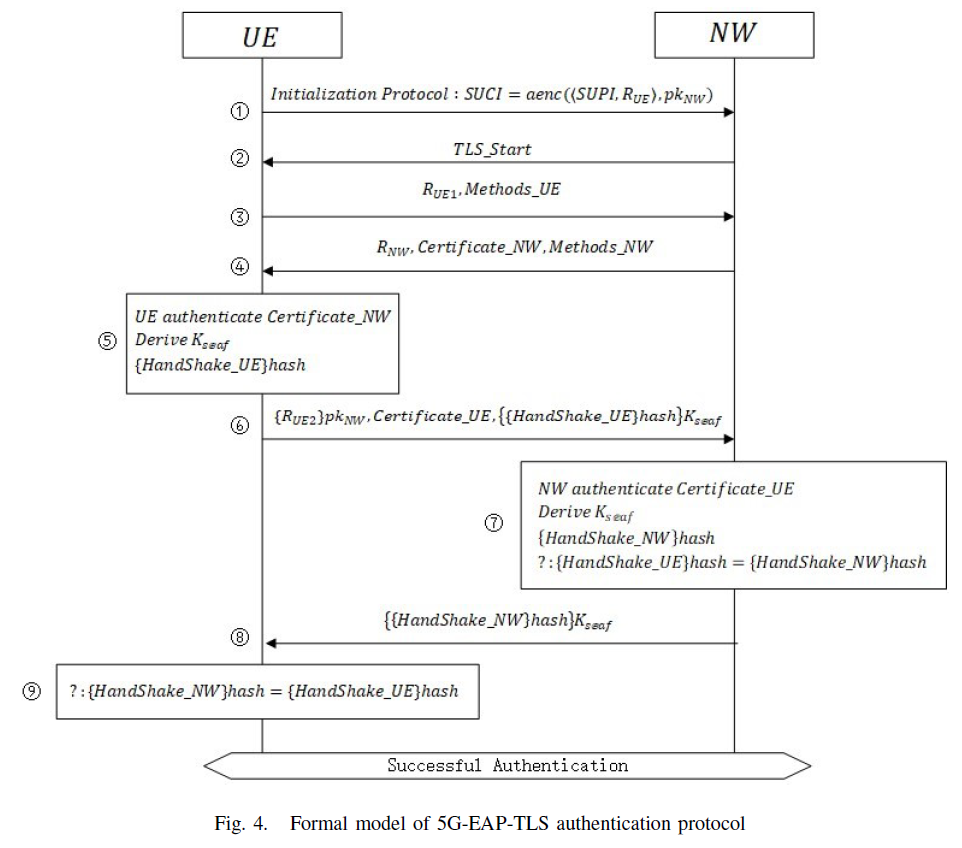 UE
NW
① Initialization Protocol : SUCI = aenc(⟨SUPI, R_UE⟩, pk_NW)
② TLS_Start
③ R_UE1, Methods_UE
④ R_NW, Certificate_NW, Methods_NW
⑤ UE authenticate Certificate_NW
Derive K_seaf
{HandShake_UE}hash
⑥ {R_UE2}pk_NW, Certificate_UE, {{HandShake_UE}hash}K_seaf
⑦ NW authenticate Certificate_UE
Derive K_seaf
{HandShake_NW}hash
? : {HandShake_UE}hash = {HandShake_NW}hash
⑧ {{HandShake_NW}hash}K_seaf
⑨ ? : {HandShake_NW}hash = {HandShake_UE}hash
Successful Authentication
Fig. 4. Formal model of 5G-EAP-TLS authentication protocol